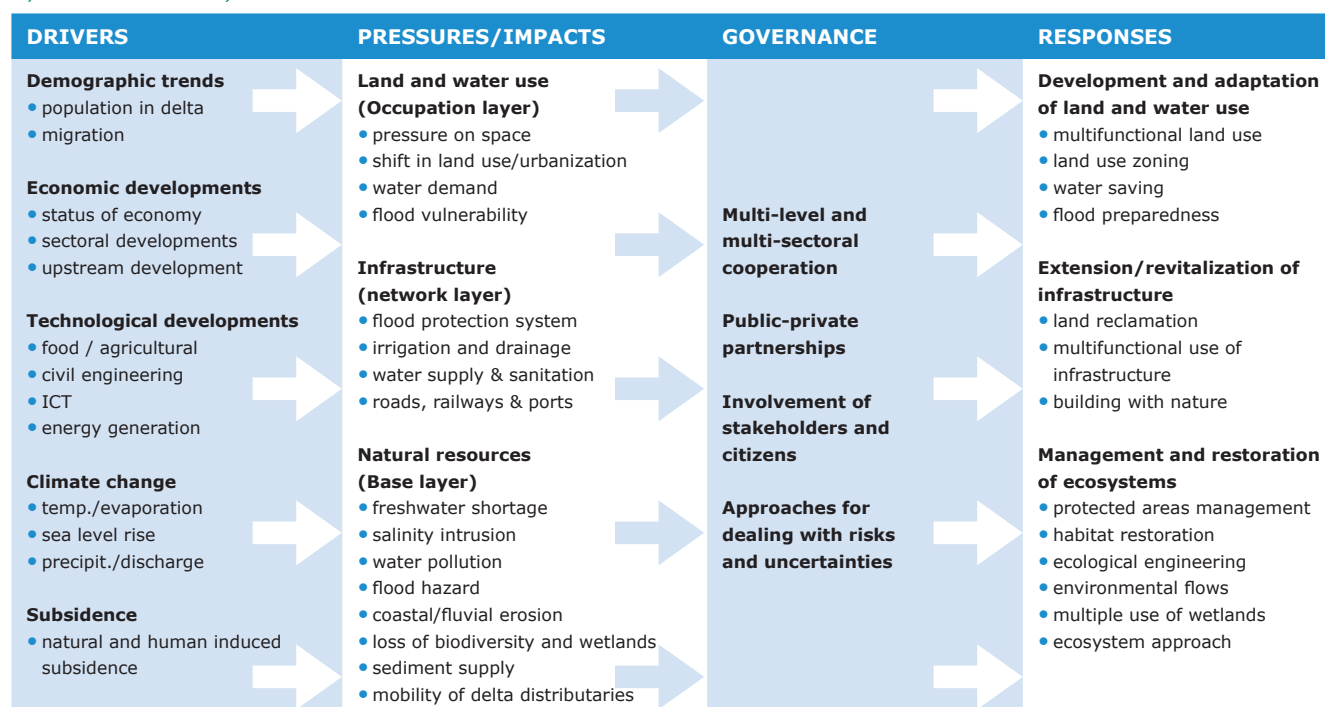 DRIVERS
Demographic trends
• population in delta
• migration
Economic developments
• status of economy
• sectoral developments
• upstream development
Technological developments
• food / agricultural
• civil engineering
• ICT
• energy generation
Climate change
• temp./evaporation
• sea level rise
• precipit./discharge
Subsidence
• natural and human induced
subsidence
PRESSURES/IMPACTS
Land and water use
(Occupation layer)
• pressure on space
• shift in land use/urbanization
• water demand
• flood vulnerability
Infrastructure
(network layer)
• flood protection system
• irrigation and drainage
• water supply & sanitation
• roads, railways & ports
Natural resources
(Base layer)
• freshwater shortage
• salinity intrusion
• water pollution
• flood hazard
• coastal/fluvial erosion
• loss of biodiversity and wetlands
• sediment supply
• mobility of delta distributaries
GOVERNANCE
Multi-level and
multi-sectoral
cooperation
Public-private
partnerships
Involvement of
stakeholders and
citizens
Approaches for
dealing with risks
and uncertainties
RESPONSES
Development and adaptation
of land and water use
• multifunctional land use
• land use zoning
• water saving
• flood preparedness
Extension/revitalization of
infrastructure
• land reclamation
• multifunctional use of
infrastructure
• building with nature
Management and restoration
of ecosystems
• protected areas management
• habitat restoration
• ecological engineering
• environmental flows
• multiple use of wetlands
• ecosystem approach